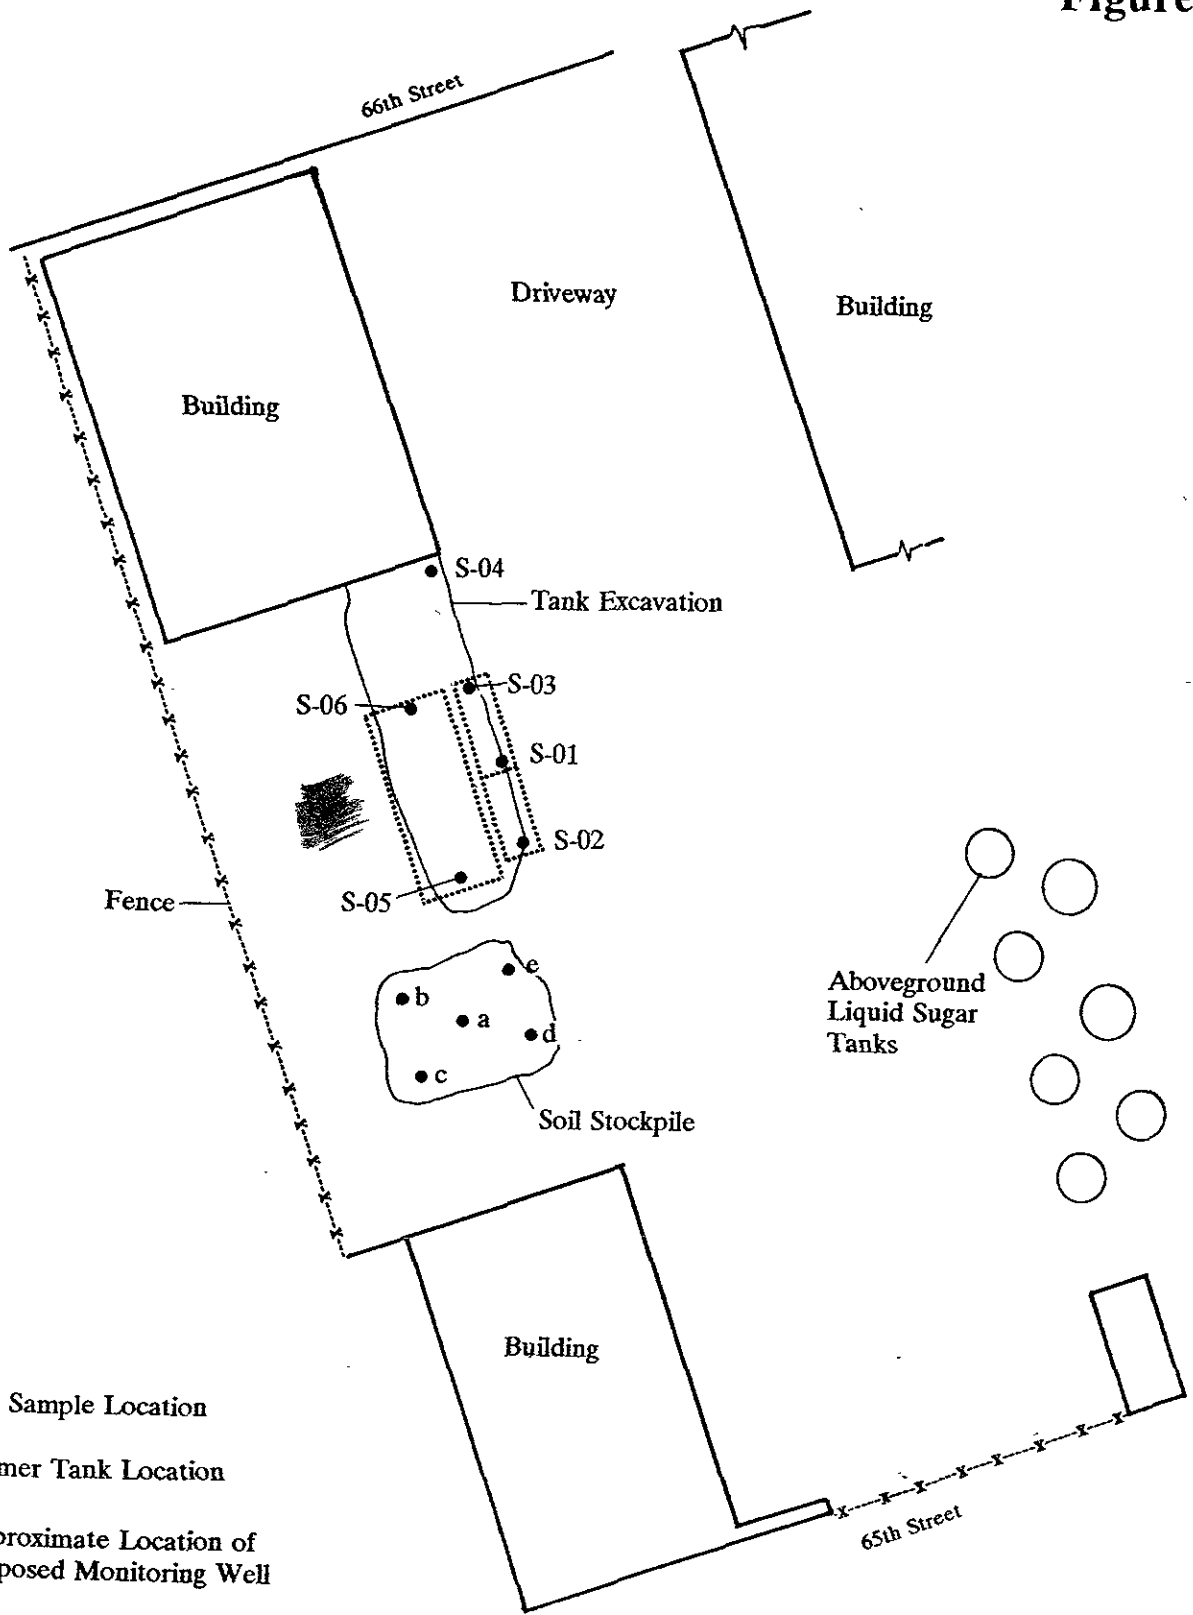 Figure
66th Street
Driveway
Building
Building
S-04
Tank Excavation
S-03
S-06
S-01
S-02
S-05
Fence
e
b
a
d
c
Aboveground
Liquid Sugar
Tanks
Soil Stockpile
Building
65th Street
Sample Location
mer Tank Location
proximate Location of
posed Monitoring Well